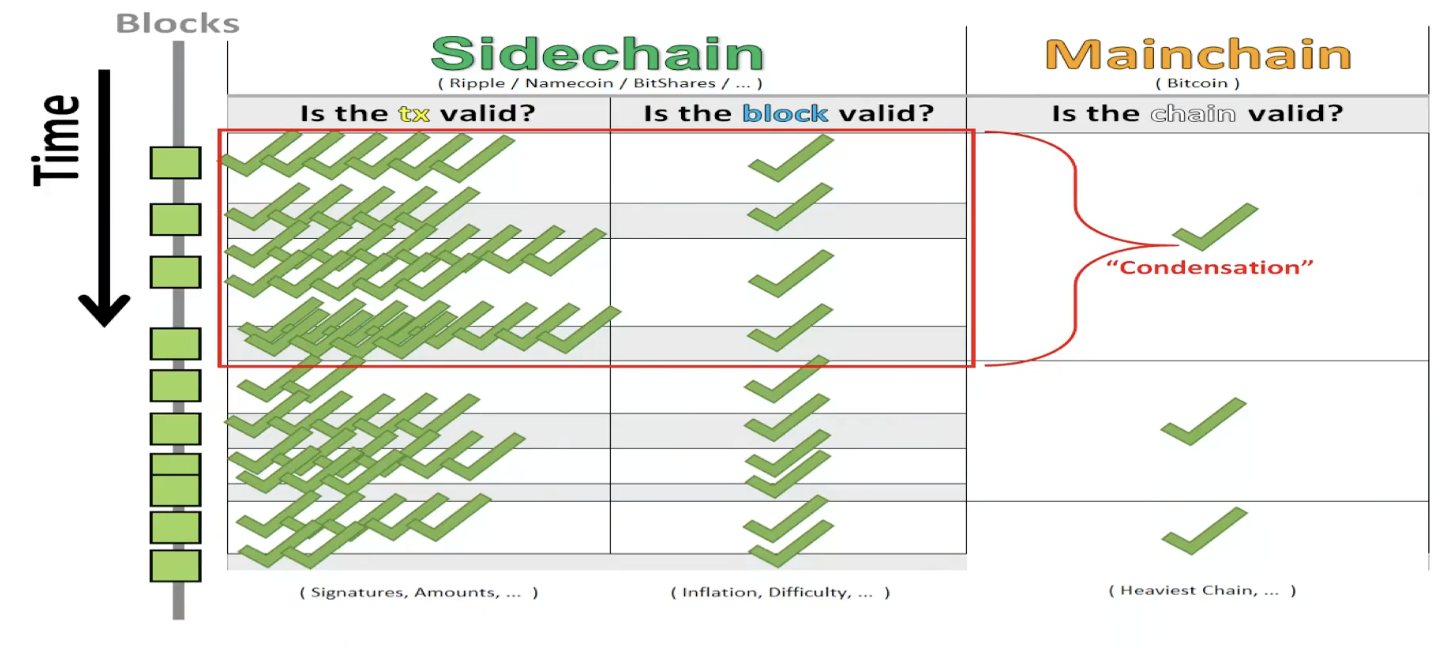 Blocks
Time
Sidechain
( Ripple / Namecoin / BitShares / ... )
Mainchain
( Bitcoin )
Is the tx valid?
Is the block valid?
Is the chain valid?
“Condensation”
( Signatures, Amounts, ... )
( Inflation, Difficulty, ... )
( Heaviest Chain, ... )